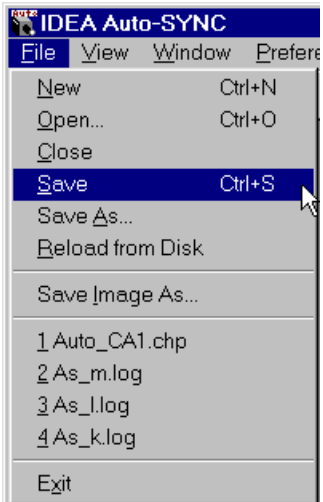 Auto IDEA Auto-SYNC
File View Window Prefere
New Ctrl+N
Open... Ctrl+O
Close
Save Ctrl+S
Save As...
Reload from Disk
Save Image As...
1 Auto_CA1.chp
2 As_m.log
3 As_l.log
4 As_k.log
Exit